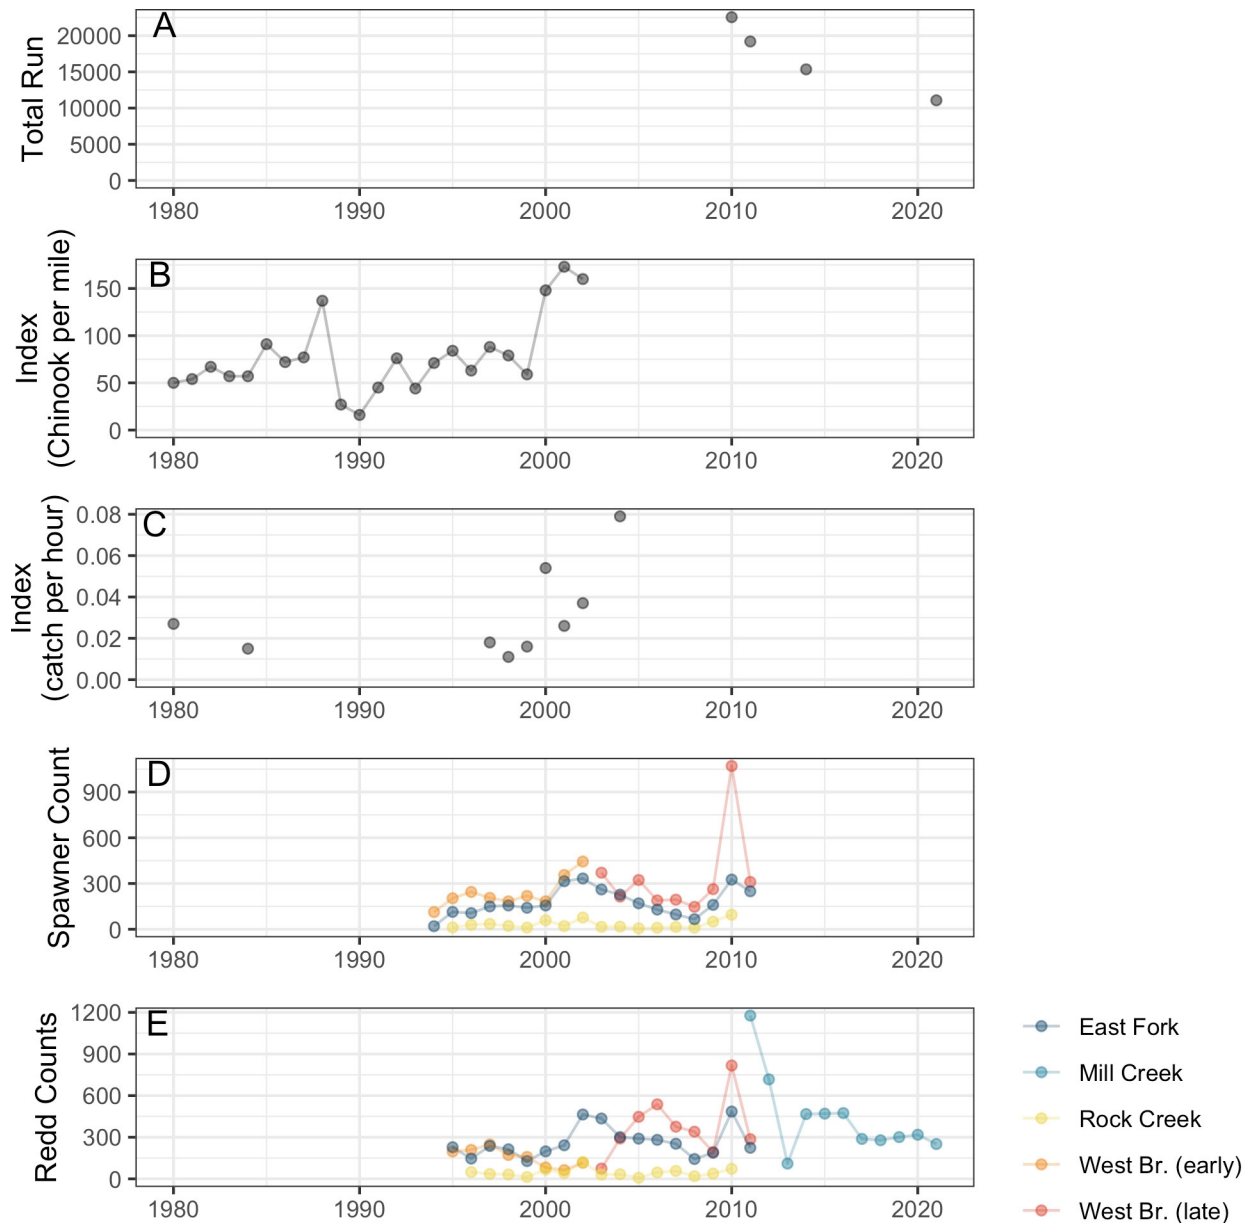 A
Total Run
20000
15000
10000
5000
0
1980 1990 2000 2010 2020
B
Index
(Chinook per mile)
150
100
50
0
1980 1990 2000 2010 2020
C
Index
(catch per hour)
0.08
0.06
0.04
0.02
0.00
1980 1990 2000 2010 2020
D
Spawner Count
900
600
300
0
1980 1990 2000 2010 2020
E
Redd Counts
1200
900
600
300
0
1980 1990 2000 2010 2020
East Fork
Mill Creek
Rock Creek
West Br. (early)
West Br. (late)